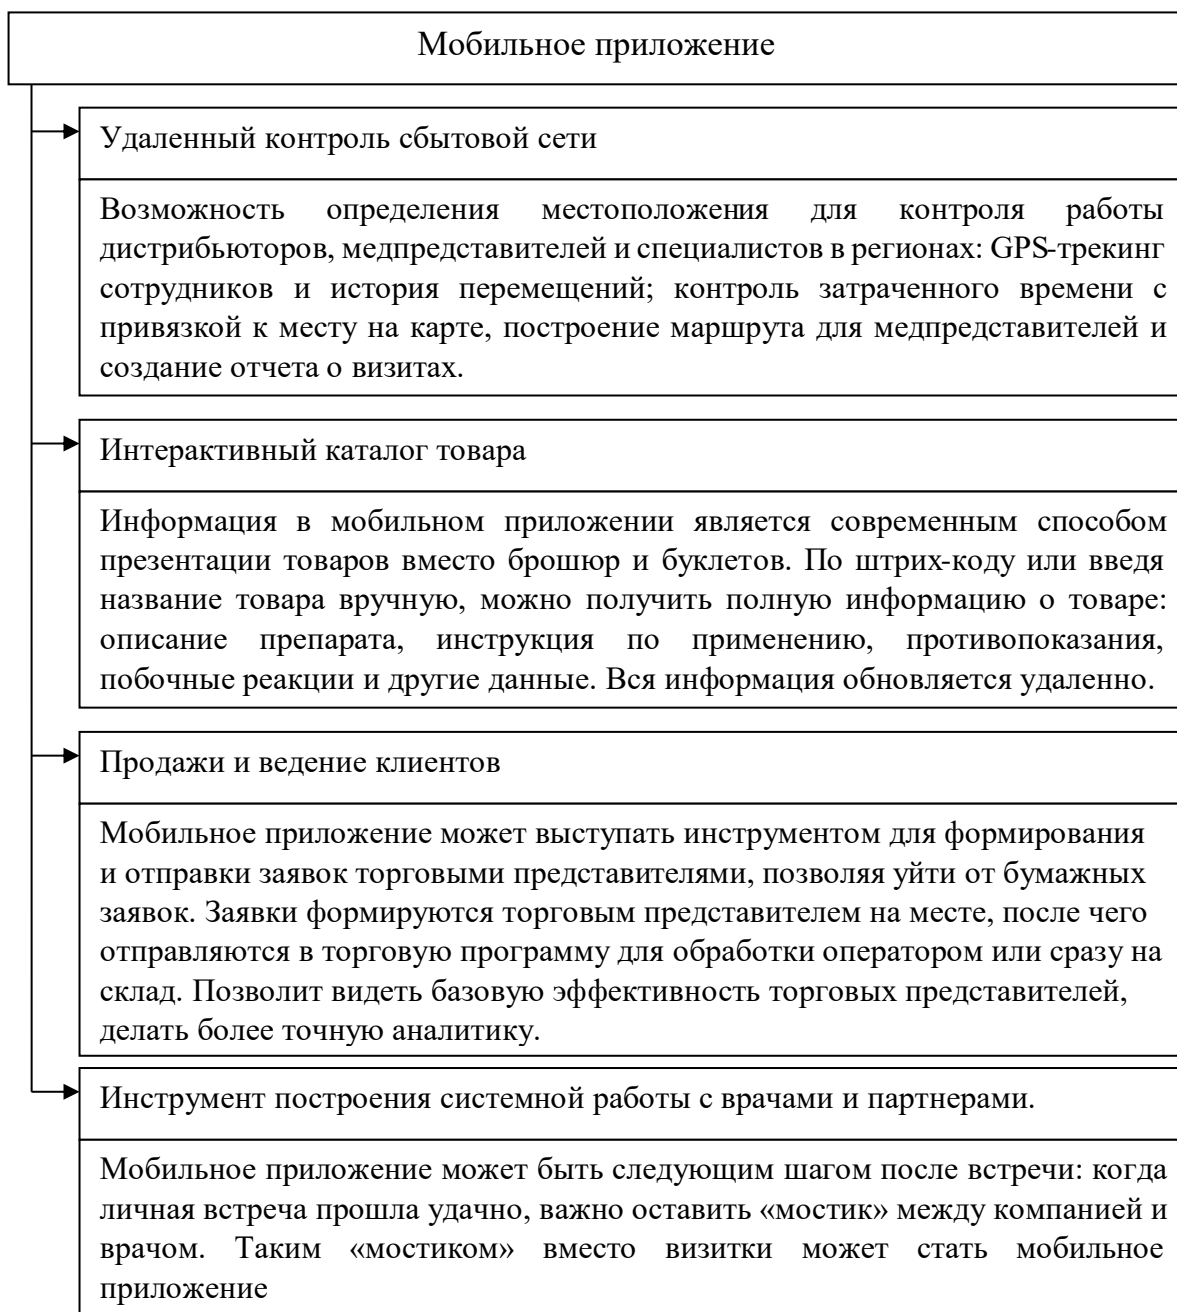 Мобильное приложение
Удаленный контроль сбытовой сети
Возможность определения местоположения для контроля работы
дистрибьюторов, медпредставителей и специалистов в регионах: GPS-трекинг
сотрудников и история перемещений; контроль затраченного времени с
привязкой к месту на карте, построение маршрута для медпредставителей и
создание отчета о визитах.
Интерактивный каталог товара
Информация в мобильном приложении является современным способом
презентации товаров вместо брошюр и буклетов. По штрих-коду или введя
название товара вручную, можно получить полную информацию о товаре:
описание препарата, инструкция по применению, противопоказания,
побочные реакции и другие данные. Вся информация обновляется удаленно.
Продажи и ведение клиентов
Мобильное приложение может выступать инструментом для формирования
и отправки заявок торговыми представителями, позволяя уйти от бумажных
заявок. Заявки формируются торговым представителем на месте, после чего
отправляются в торговую программу для обработки оператором или сразу на
склад. Позволит видеть базовую эффективность торговых представителей,
делать более точную аналитику.
Инструмент построения системной работы с врачами и партнерами.
Мобильное приложение может быть следующим шагом после встречи: когда
личная встреча прошла удачно, важно оставить «мостик» между компанией и
врачом. Таким «мостиком» вместо визитки может стать мобильное
приложение